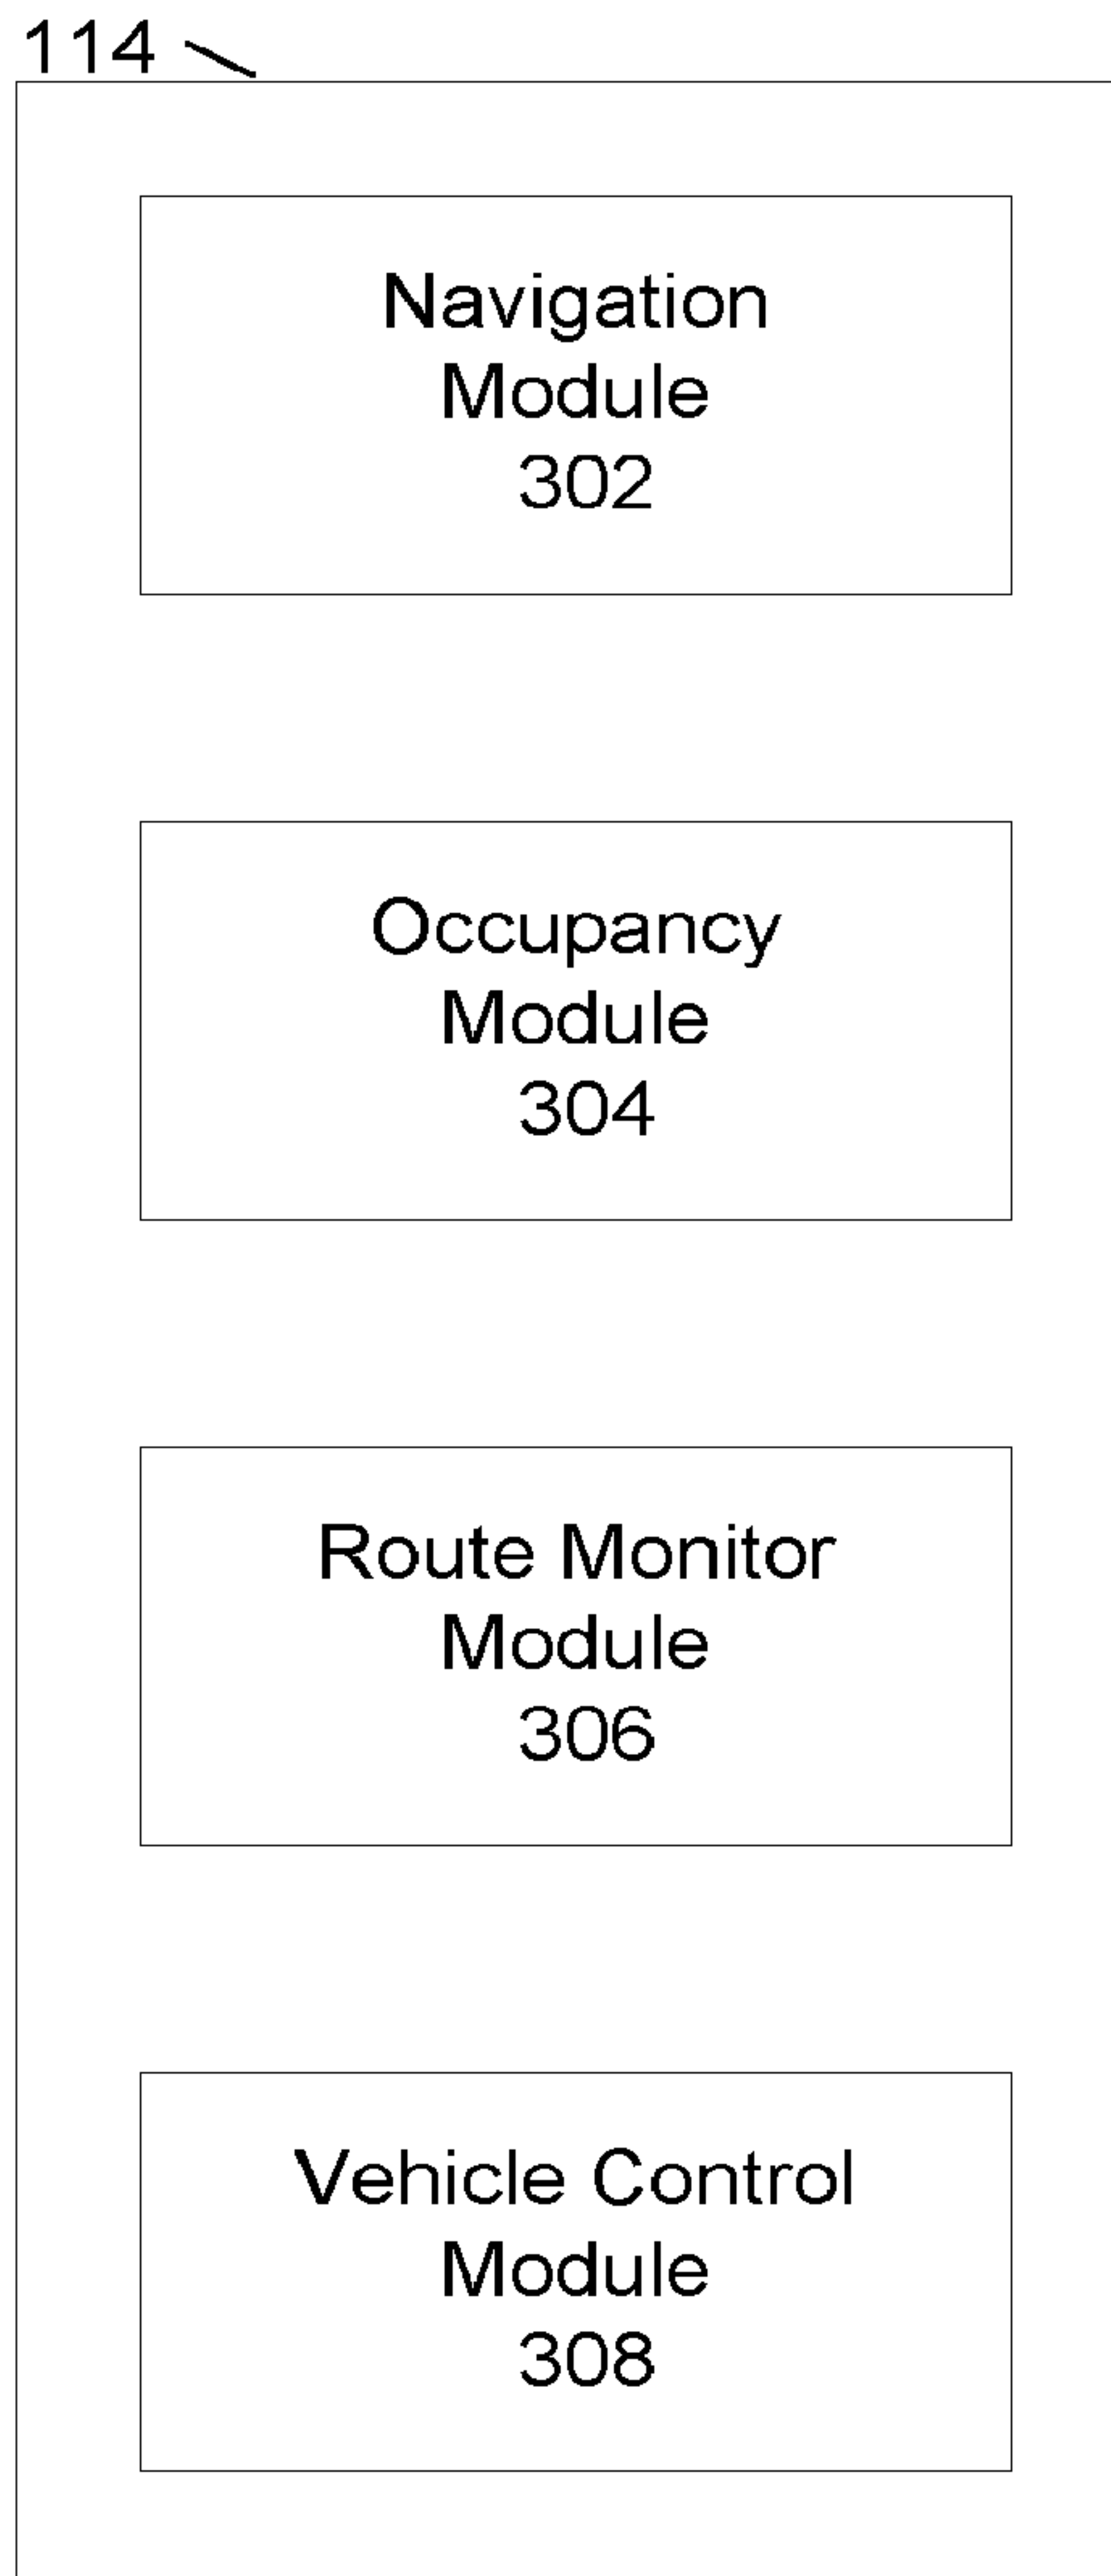 114
Navigation
Module
302
Occupancy
Module
304
Route Monitor
Module
306
Vehicle Control
Module
308